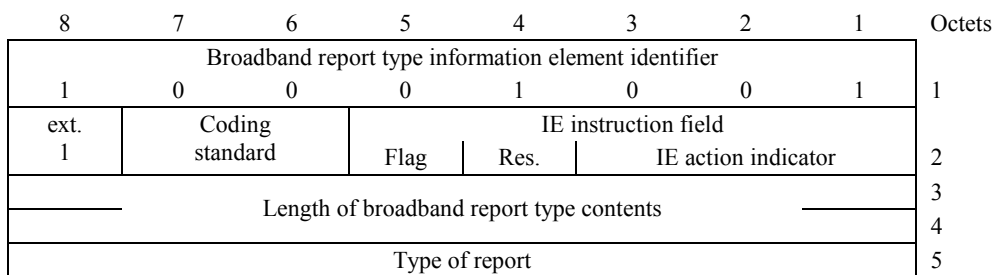 8 7 6 5 4 3 2 1 Octets
Broadband report type information element identifier
1 0 0 0 1 0 0 1 1
ext. Coding IE instruction field
1 standard Flag Res. IE action indicator 2
3
Length of broadband report type contents
4
Type of report 5